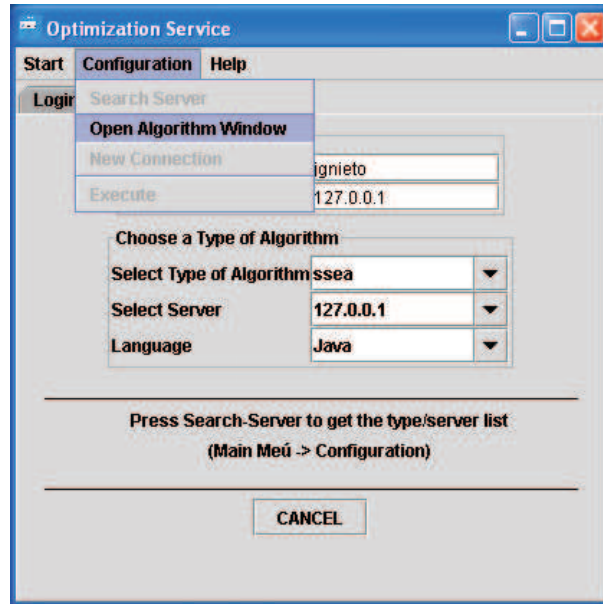 Optimization Service
Start Configuration Help
Login
Search Server
Open Algorithm Window
New Connection
ignieto
Execute
127.0.0.1
Choose a Type of Algorithm
Select Type of Algorithm ssea
Select Server 127.0.0.1
Language Java
Press Search-Server to get the type/server list
(Main Meú -> Configuration)
CANCEL